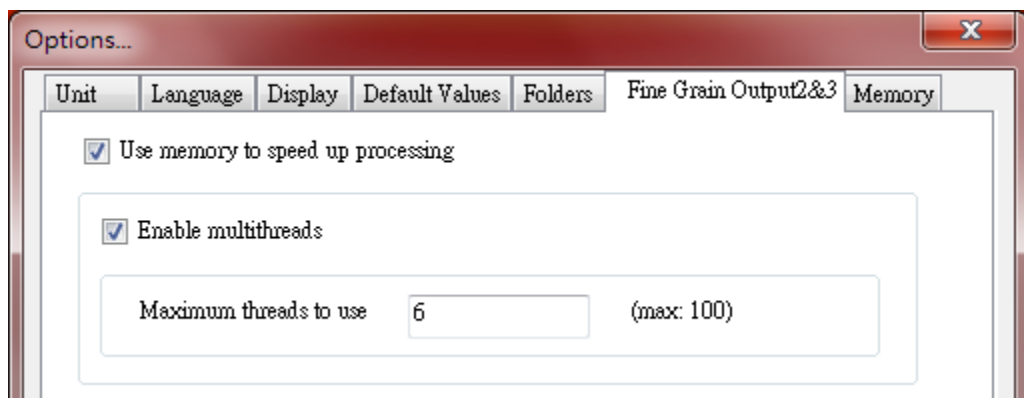 Options...
Unit Language Display Default Values Folders Fine Grain Output2&3 Memory
Use memory to speed up processing
Enable multithreads
Maximum threads to use 6 (max: 100)